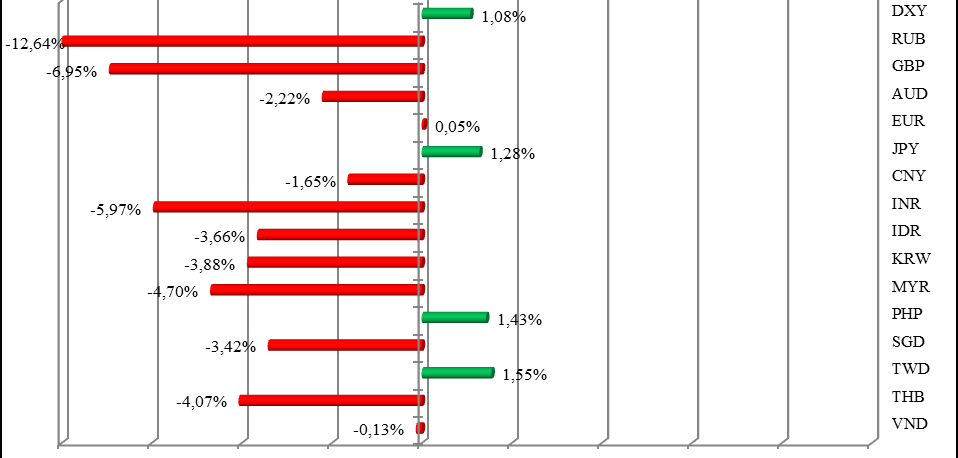 1,08% DXY
-12,64% RUB
-6,95% GBP
-2,22% AUD
0,05% EUR
1,28% JPY
-1,65% CNY
-5,97% INR
-3,66% IDR
-3,88% KRW
-4,70% MYR
1,43% PHP
-3,42% SGD
1,55% TWD
-4,07% THB
-0,13% VND